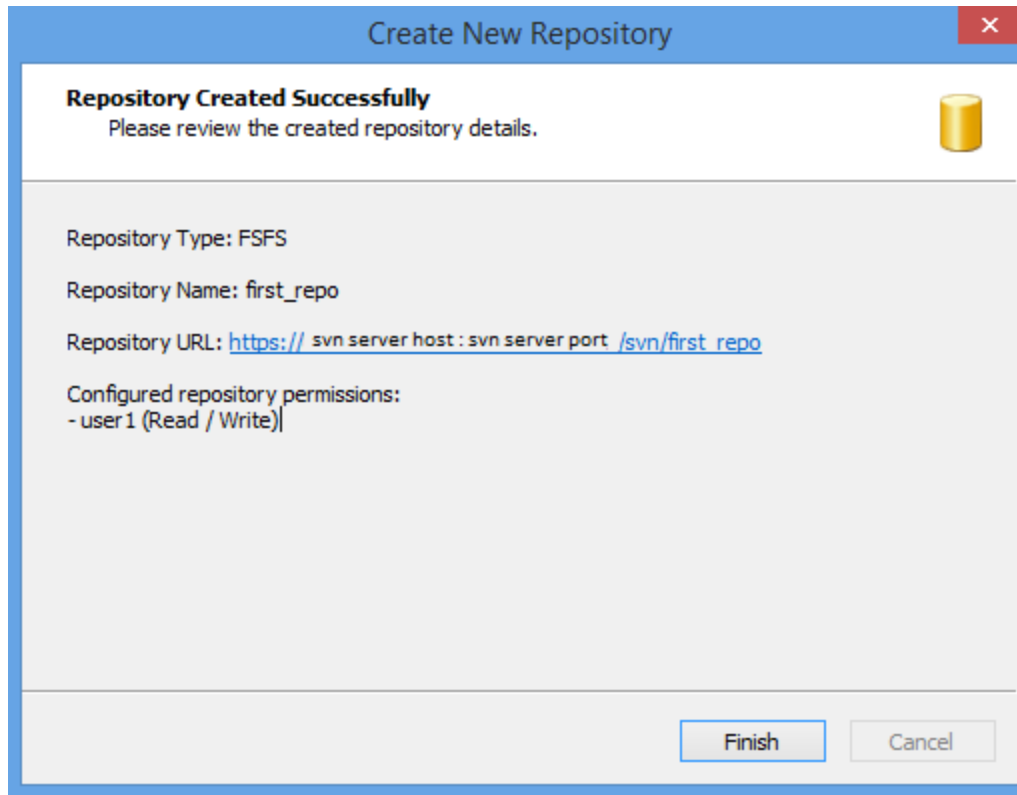 Create New Repository
Repository Created Successfully
Please review the created repository details.
Repository Type: FSFS
Repository Name: first_repo
Repository URL: https:// svn server host : svn server port /svn/first_repo
Configured repository permissions:
- user1 (Read / Write)
Finish
Cancel